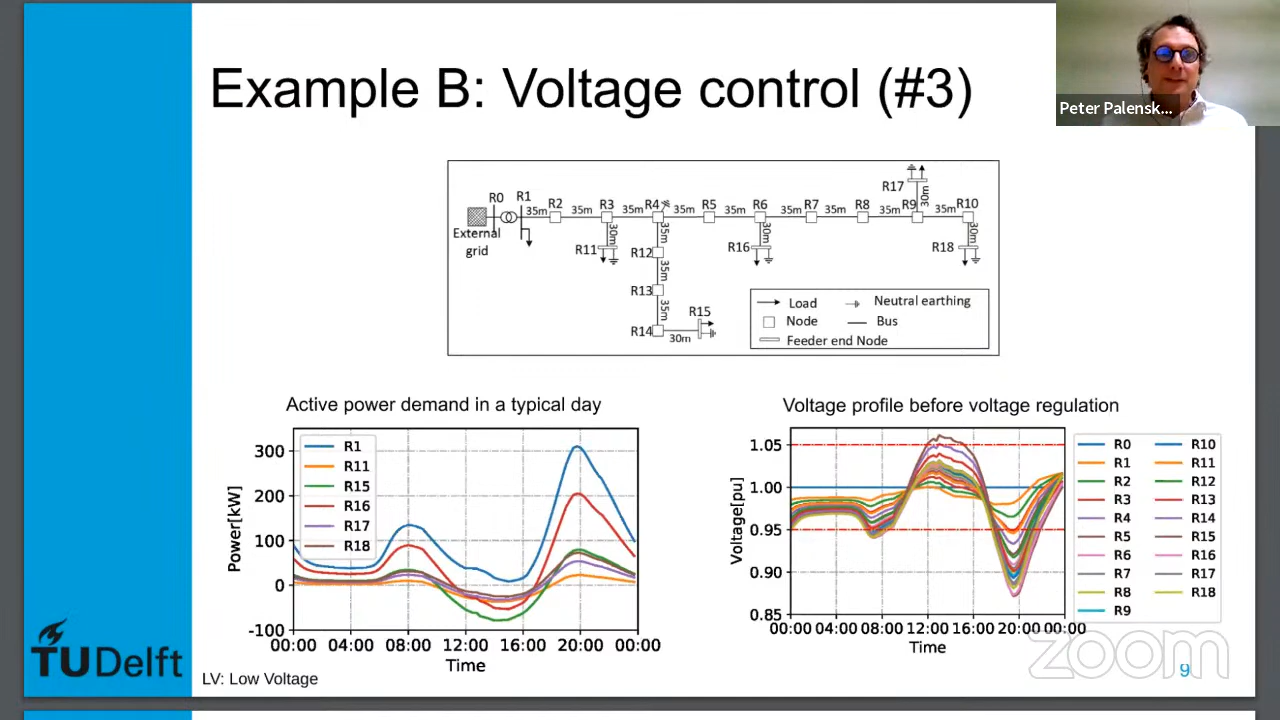 Example B: Voltage control (#3)
Peter Palensk...
R17
30m
R0 R1 R2 R3 R4 R5 R6 R7 R8 R9 R10
35m 35m 35m 35m 35m 35m 35m 35m 35m
External
grid
R11 30m R12 35m R16 30m R18 30m
R13 35m
35m
R14 30m R15
Load Neutral earthing
Node Bus
Feeder end Node
Active power demand in a typical day
Power[kW]
300
200
100
0
-100
R1
R11
R15
R16
R17
R18
00:00 04:00 08:00 12:00 16:00 20:00 00:00
Time
Voltage profile before voltage regulation
Voltage[pu]
1.05
1.00
0.95
0.90
0.85
00:00 04:00 08:00 12:00 16:00 20:00 00:00
Time
R0 R10
R1 R11
R2 R12
R3 R13
R4 R14
R5 R15
R6 R16
R7 R17
R8 R18
R9
TUDelft
LV: Low Voltage
zoom
9